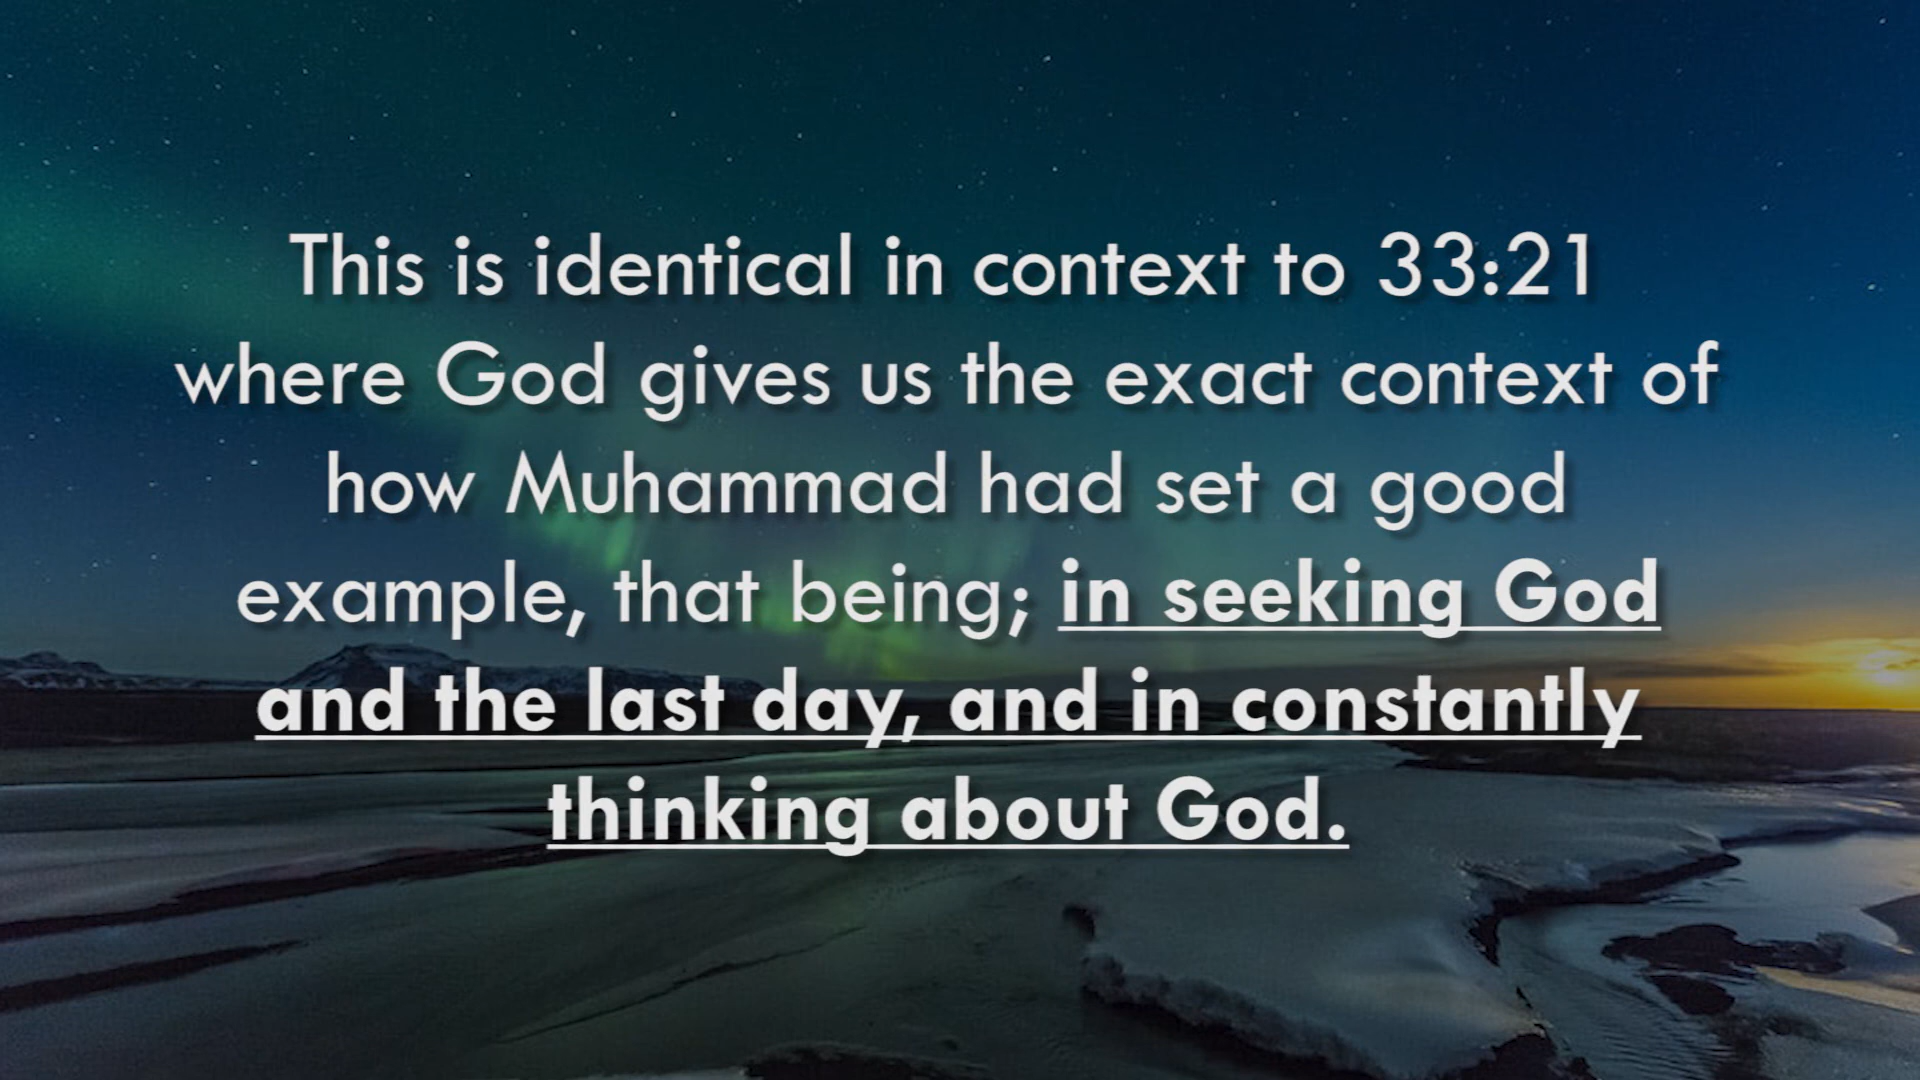 This is identical in context to 33:21
where God gives us the exact context of
how Muhammad had set a good
example, that being; in seeking God
and the last day, and in constantly
thinking about God.